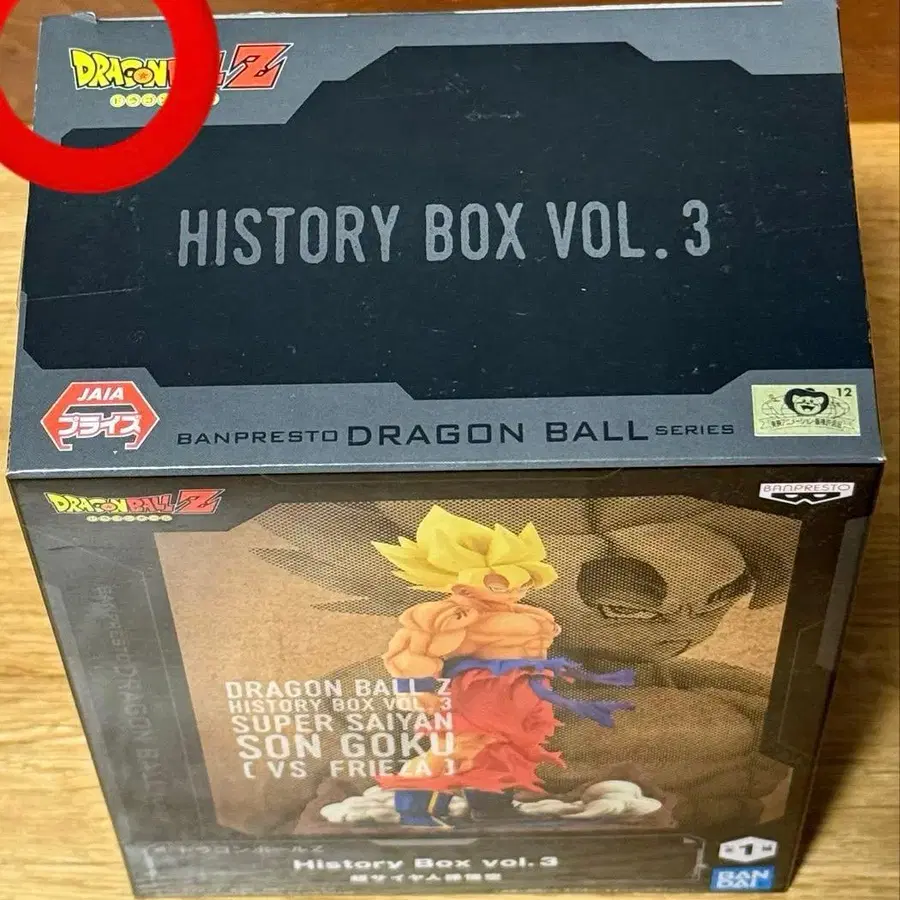 DRAGON BALL Z
HISTORY BOX VOL. 3
JAIA
プライズ
BANPRESTO DRAGON BALL SERIES
12
DRAGON BALL Z
BANPRESTO
BANPRESTO DRAGON BALL
DRAGON BALL Z
HISTORY BOX VOL. 3
SUPER SAIYAN
SON GOKU
( VS FRIEZA )
ドラゴンボールZ
History Box vol.3
超サイヤ人孫悟空
1
BAN
DAI